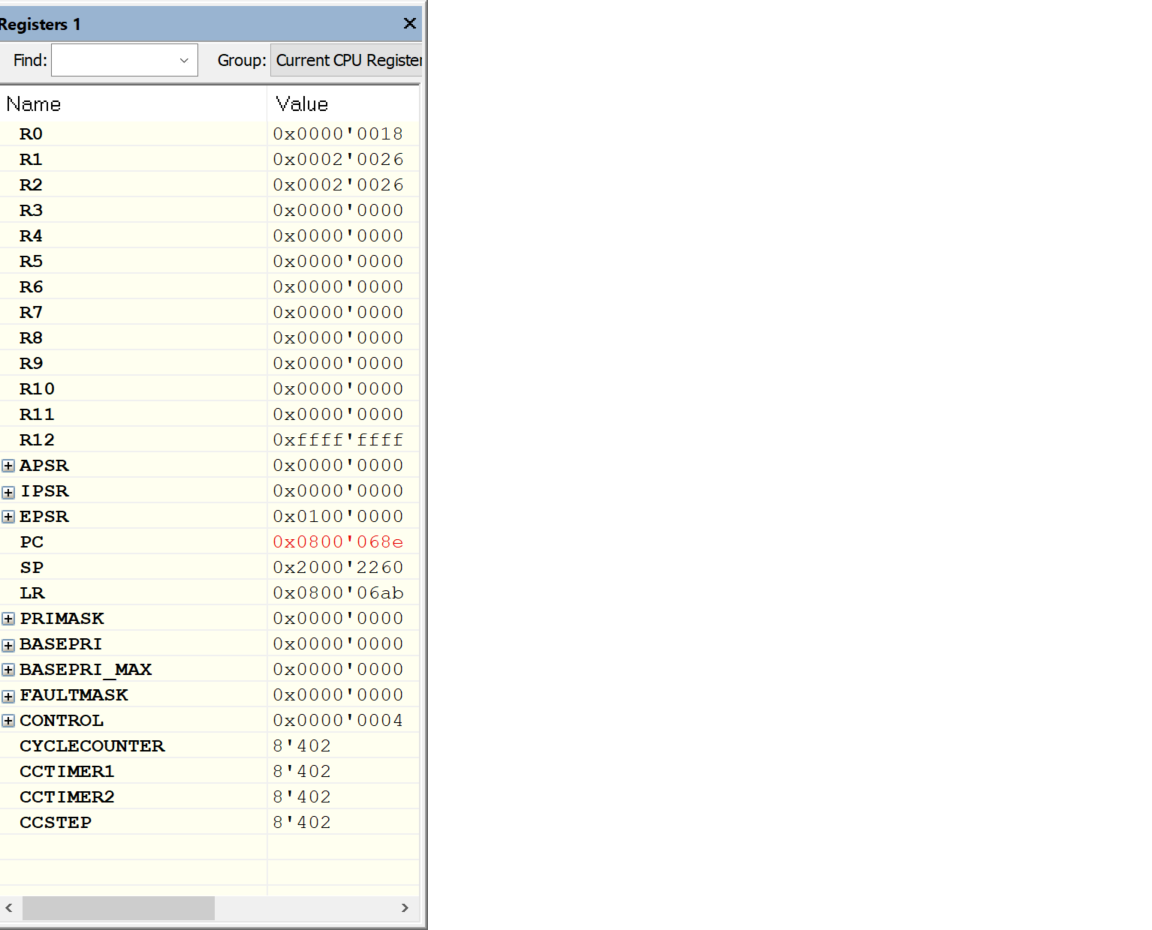 Registers 1
Find: Group: Current CPU Register
Name Value
R0 0x0000'0018
R1 0x0002'0026
R2 0x0002'0026
R3 0x0000'0000
R4 0x0000'0000
R5 0x0000'0000
R6 0x0000'0000
R7 0x0000'0000
R8 0x0000'0000
R9 0x0000'0000
R10 0x0000'0000
R11 0x0000'0000
R12 0xffff'ffff
APSR 0x0000'0000
IPSR 0x0000'0000
EPSR 0x0100'0000
PC 0x0800'068e
SP 0x2000'2260
LR 0x0800'06ab
PRIMASK 0x0000'0000
BASEPRI 0x0000'0000
BASEPRI_MAX 0x0000'0000
FAULTMASK 0x0000'0000
CONTROL 0x0000'0004
CYCLECOUNTER 8'402
CCTIMER1 8'402
CCTIMER2 8'402
CCSTEP 8'402